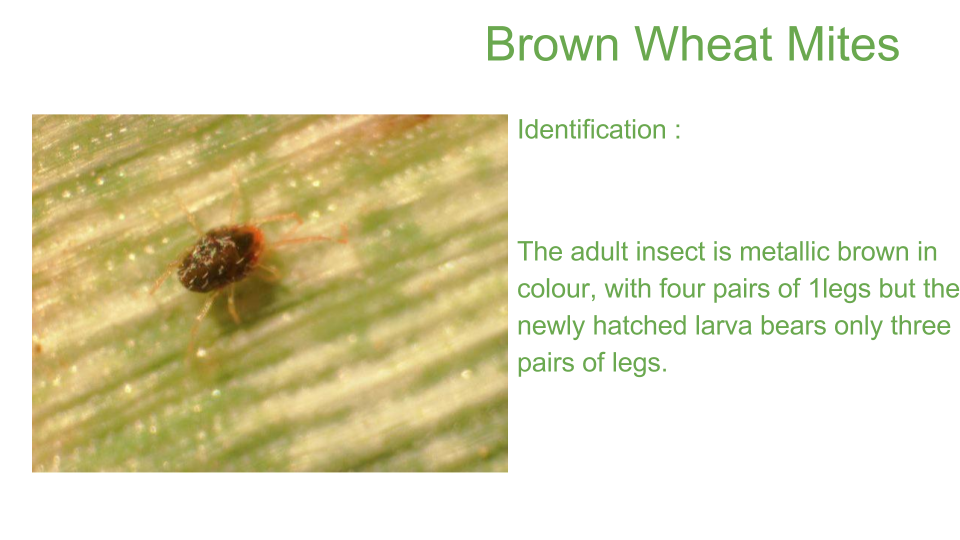 Brown Wheat Mites
Identification :
The adult insect is metallic brown in
colour, with four pairs of 1legs but the
newly hatched larva bears only three
pairs of legs.